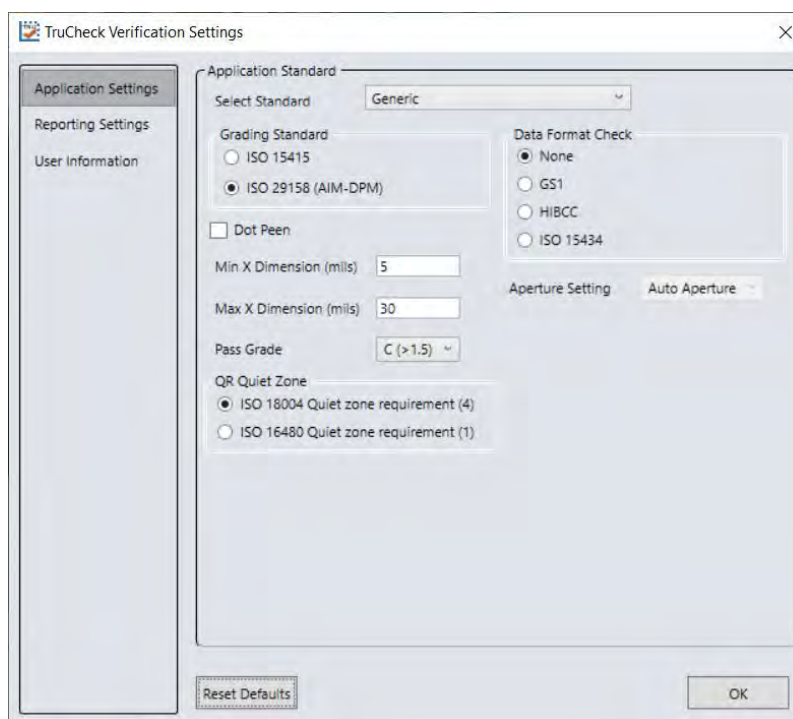 TruCheck Verification Settings
Application Settings
Reporting Settings
User Information
Application Standard
Select Standard
Generic
Grading Standard
ISO 15415
ISO 29158 (AIM-DPM)
Data Format Check
None
GS1
HIBCC
ISO 15434
Dot Peen
Min X Dimension (mils)
5
Aperture Setting
Auto Aperture
Max X Dimension (mils)
30
Pass Grade
C (>1.5)
QR Quiet Zone
ISO 18004 Quiet zone requirement (4)
ISO 16480 Quiet zone requirement (1)
Reset Defaults
OK